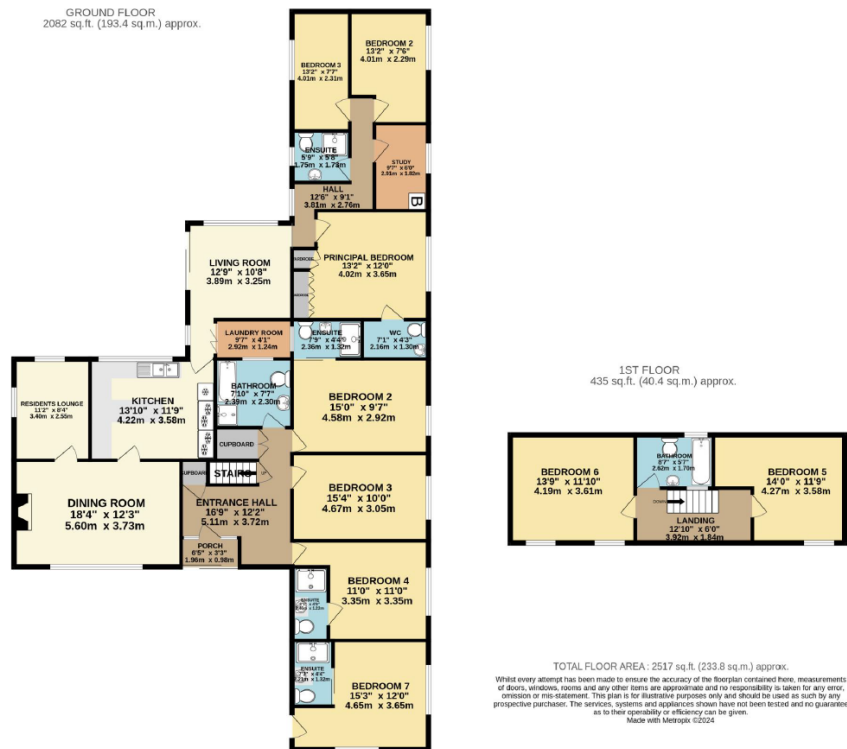 GROUND FLOOR
2082 sq.ft. (193.4 sq.m.) approx.
BEDROOM 3
13'2" x 7'7"
4.01m x 2.31m
BEDROOM 2
13'2" x 7'6"
4.01m x 2.29m
ENSUITE
5'9" x 5'8"
1.75m x 1.73m
STUDY
9'7" x 6'0"
B
HALL
12'6" x 9'1"
3.81m x 2.76m
LIVING ROOM
12'9" x 10'8"
3.89m x 3.25m
PRINCIPAL BEDROOM
13'2" x 12'0"
4.02m x 3.65m
LAUNDRY ROOM
9'7" x 4'1"
2.92m x 1.24m
ENSUITE
7'9" x 4'4"
2.36m x 1.32m
WC
7'1" x 4'3"
2.16m x 1.30m
RESIDENTS LOUNGE
11'2" x 8'4"
3.40m x 2.55m
KITCHEN
13'10" x 11'9"
4.22m x 3.58m
BATHROOM
7'10" x 7'7"
2.39m x 2.30m
BEDROOM 2
15'0" x 9'7"
4.58m x 2.92m
CUPBOARD
CUPBOARD
STAIRS
UP
DINING ROOM
18'4" x 12'3"
5.60m x 3.73m
ENTRANCE HALL
16'9" x 12'2"
5.11m x 3.72m
BEDROOM 3
15'4" x 10'0"
4.67m x 3.05m
PORCH
6'5" x 3'3"
1.96m x 0.98m
BEDROOM 4
11'0" x 11'0"
3.35m x 3.35m
ENSUITE
ENSUITE
BEDROOM 7
15'3" x 12'0"
4.65m x 3.65m
1ST FLOOR
435 sq.ft. (40.4 sq.m.) approx.
BEDROOM 6
13'9" x 11'10"
4.19m x 3.61m
BATHROOM
8'7" x 5'7"
2.62m x 1.70m
BEDROOM 5
14'0" x 11'9"
4.27m x 3.58m
DOWN
LANDING
12'10" x 6'0"
3.92m x 1.84m
TOTAL FLOOR AREA : 2517 sq.ft. (233.8 sq.m.) approx.
Whilst every attempt has been made to ensure the accuracy of the floorplan contained here, measurements
of doors, windows, rooms and any other items are approximate and no responsibility is taken for any error,
omission or mis-statement. This plan is for illustrative purposes only and should be used as such by any
prospective purchaser. The services, systems and appliances shown have not been tested and no guarantee
as to their operability or efficiency can be given.
Made with Metropix ©2024